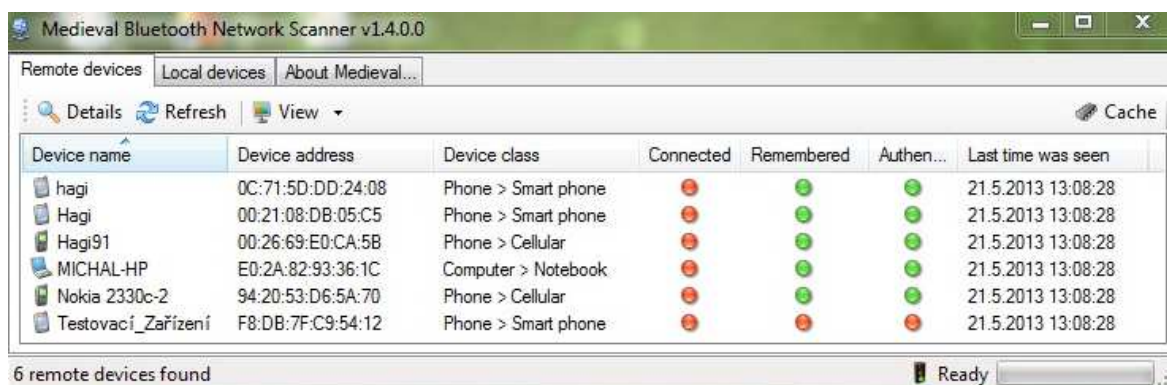 Medieval Bluetooth Network Scanner v1.4.0.0
Remote devices Local devices About Medieval...
Details Refresh View Cache
Device name Device address Device class Connected Remembered Authen... Last time was seen
hagi 0C:71:5D:DD:24:08 Phone > Smart phone 21.5.2013 13:08:28
Hagi 00:21:08:DB:05:C5 Phone > Smart phone 21.5.2013 13:08:28
Hagi91 00:26:69:E0:CA:5B Phone > Cellular 21.5.2013 13:08:28
MICHAL-HP E0:2A:82:93:36:1C Computer > Notebook 21.5.2013 13:08:28
Nokia 2330c-2 94:20:53:D6:5A:70 Phone > Cellular 21.5.2013 13:08:28
Testovací_Zařízení F8:DB:7F:C9:54:12 Phone > Smart phone 21.5.2013 13:08:28
6 remote devices found Ready